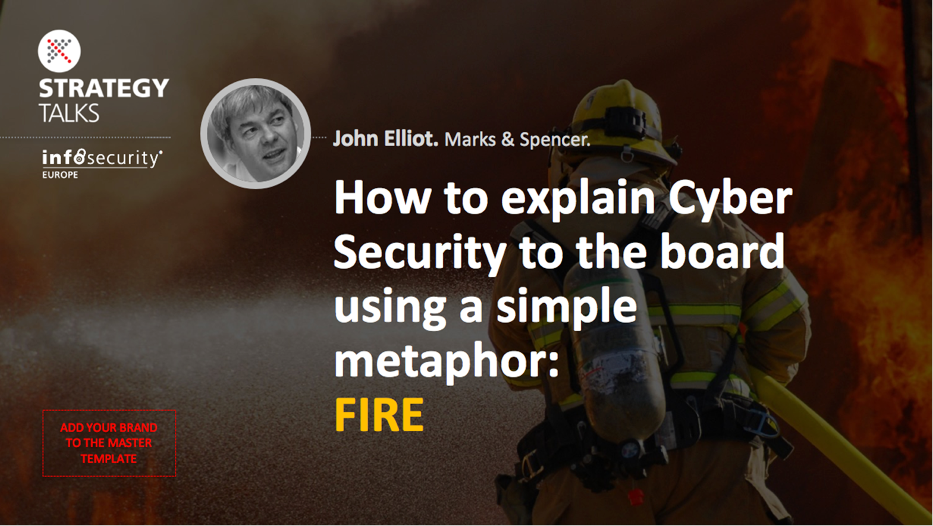 STRATEGY
TALKS
infosecurity
EUROPE
John Elliot. Marks & Spencer.
How to explain Cyber
Security to the board
using a simple
metaphor:
FIRE
ADD YOUR BRAND
TO THE MASTER
TEMPLATE